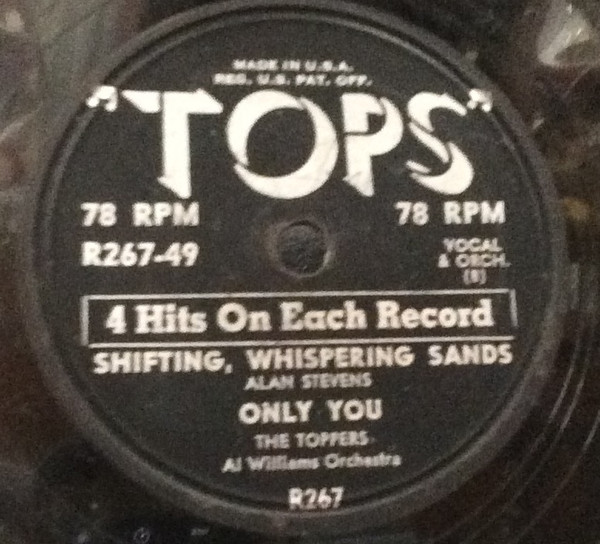 MADE IN U.S.A.
REG. U.S. PAT. OFF.
"TOPS"
78 RPM 78 RPM
R267-49 VOCAL
& ORCH.
(B)
4 Hits On Each Record
SHIFTING, WHISPERING SANDS
ALAN STEVENS
ONLY YOU
THE TOPPERS
Al Williams Orchestra
R267